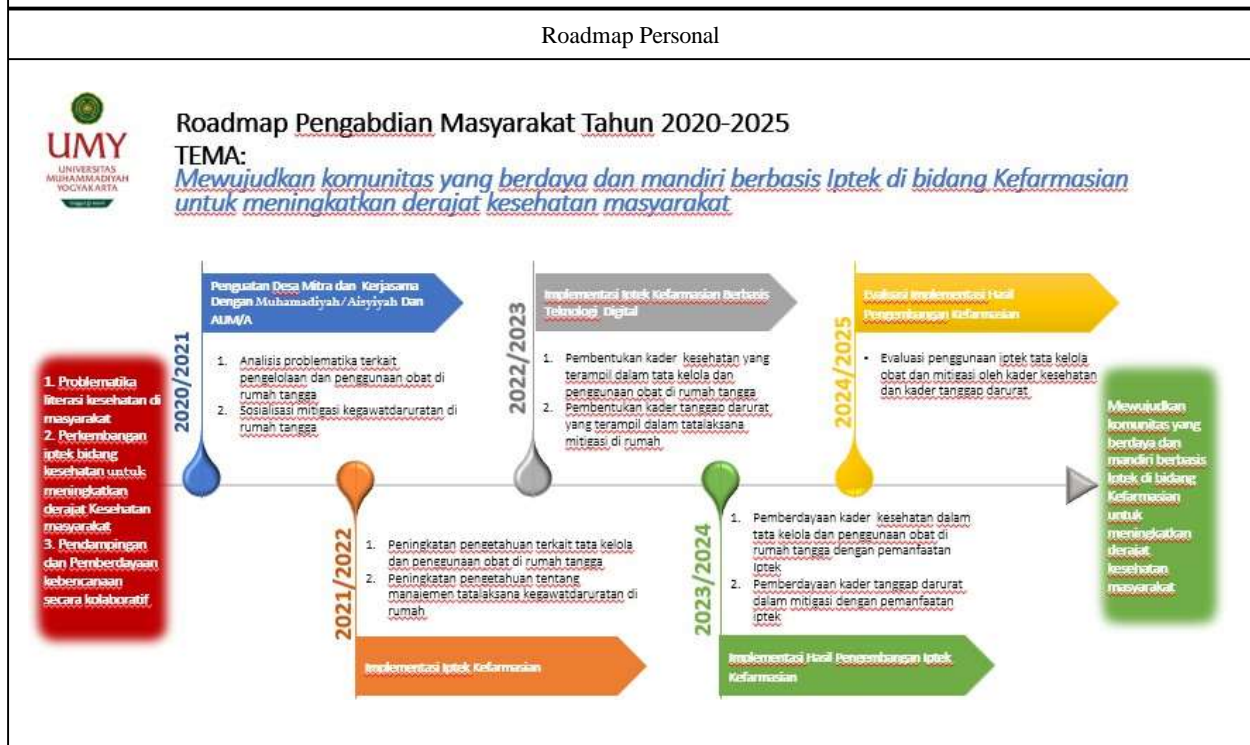 Roadmap Personal
UMY
UNIVERSITAS
MUHAMMADIYAH
YOGYAKARTA
Roadmap Pengabdian Masyarakat Tahun 2020-2025
TEMA:
Mewujudkan komunitas yang berdaya dan mandiri berbasis Iptek di bidang Kefarmasian
untuk meningkatkan derajat kesehatan masyarakat
1. Problematika
literasi kesehatan di
masyarakat
2. Perkembangan
iptek bidang
kesehatan untuk
meningkatkan
derajat Kesehatan
masyarakat
3. Pendampingan
dan Pemberdayaan
kebencanaan
secara kolaboratif
2020/2021
Penguatan Desa Mitra dan Kerjasama
Dengan Muhamadiyah/Aisyiyah Dan
AUM/A
1. Analisis problematika terkait
pengelolaan dan penggunaan obat di
rumah tangga
2. Sosialisasi mitigasi kegawatdaruratan di
rumah tangga
2021/2022
1. Peningkatan pengetahuan terkait tata kelola
dan penggunaan obat di rumah tangga
2. Peningkatan pengetahuan tentang
manajemen tatalaksana kegawatdaruratan di
rumah
Implementasi Iptek Kefarmasian
2022/2023
Implementasi Iptek Kefarmasian Berbasis
Teknologi Digital
1. Pembentukan kader kesehatan yang
terampil dalam tata kelola dan
penggunaan obat di rumah tangga
2. Pembentukan kader tanggap darurat
yang terampil dalam tatalaksana
mitigasi di rumah
2023/2024
1. Pemberdayaan kader kesehatan dalam
tata kelola dan penggunaan obat di
rumah tangga dengan pemanfaatan
Iptek
2. Pemberdayaan kader tanggap darurat
dalam mitigasi dengan pemanfaatan
iptek
Implementasi Hasil Pengembangan Iptek
Kefarmasian
2024/2025
Evaluasi Implementasi Hasil
Pengembangan Kefarmasian
• Evaluasi penggunaan iptek tata kelola
obat dan mitigasi oleh kader kesehatan
dan kader tanggap darurat
Mewujudkan
komunitas yang
berdaya dan
mandiri berbasis
Iptek di bidang
Kefarmasian
untuk
meningkatkan
derajat
kesehatan
masyarakat